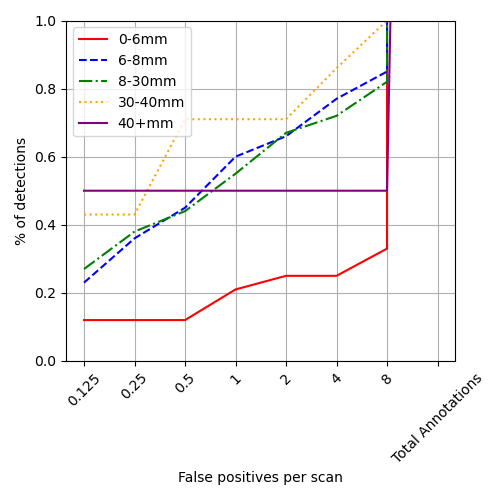 0-6mm
6-8mm
8-30mm
30-40mm
40+mm
1.0
0.8
0.6
0.4
0.2
0.0
% of detections
0.125
0.25
0.5
1
2
4
8
Total Annotations
False positives per scan